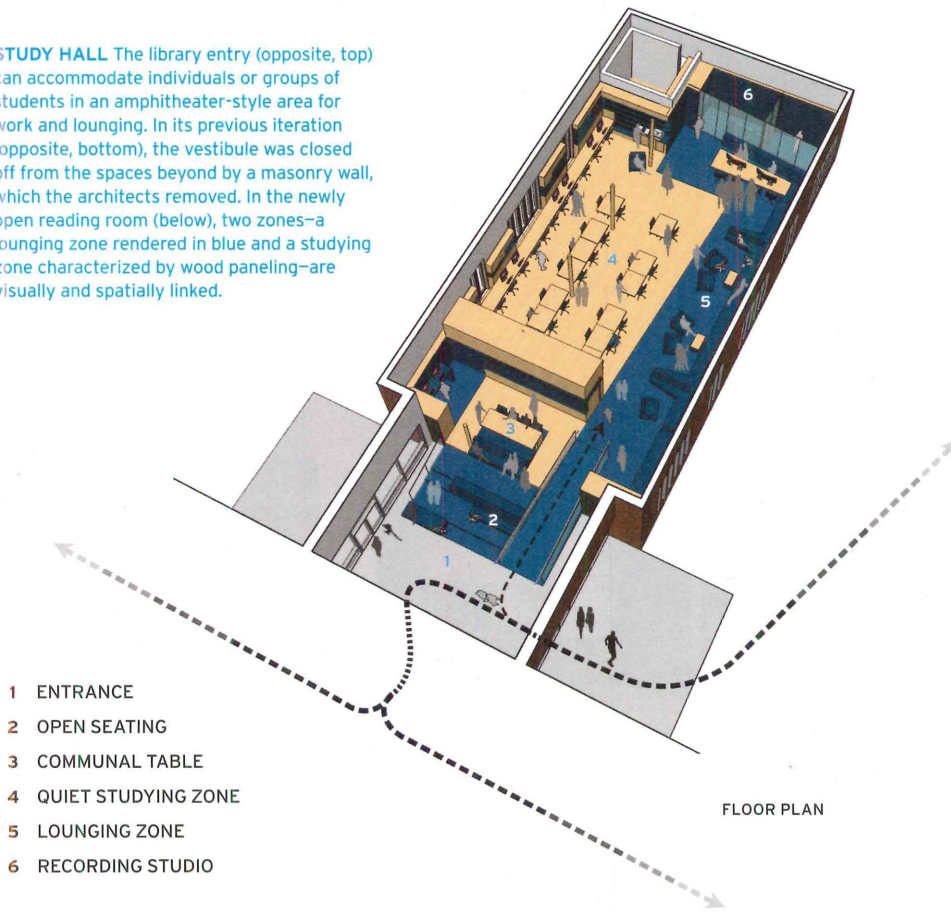 STUDY HALL The library entry (opposite, top)
can accommodate individuals or groups of
students in an amphitheater-style area for
work and lounging. In its previous iteration
(opposite, bottom), the vestibule was closed
off from the spaces beyond by a masonry wall,
which the architects removed. In the newly
open reading room (below), two zones—a
lounging zone rendered in blue and a studying
zone characterized by wood paneling—are
visually and spatially linked.
6
4
5
3
2
1
1 ENTRANCE
2 OPEN SEATING
3 COMMUNAL TABLE
4 QUIET STUDYING ZONE
5 LOUNGING ZONE
6 RECORDING STUDIO
FLOOR PLAN